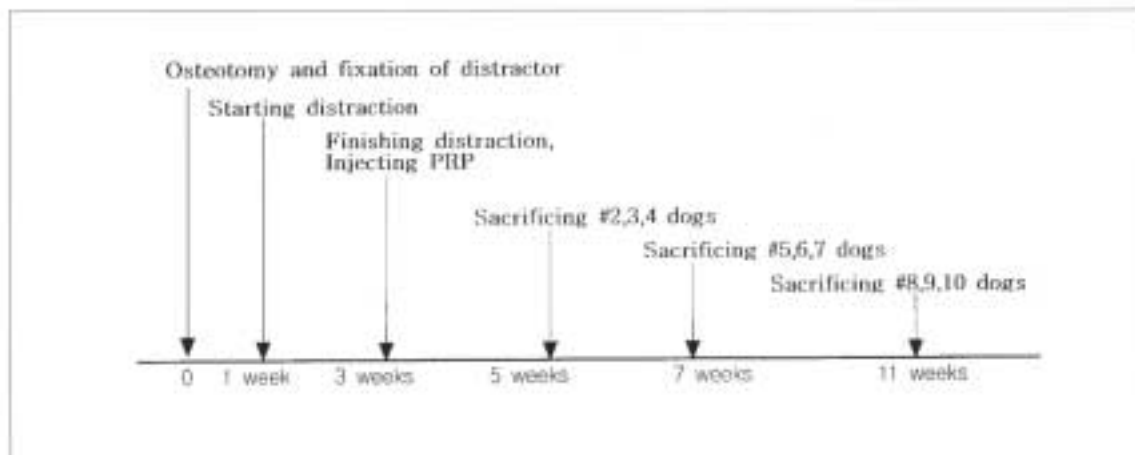 Osteotomy and fixation of distractor
Starting distraction
Finishing distraction,
Injecting PRP
Sacrificing #2,3,4 dogs
Sacrificing #5,6,7 dogs
Sacrificing #8,9,10 dogs
0 1 week 3 weeks 5 weeks 7 weeks 11 weeks